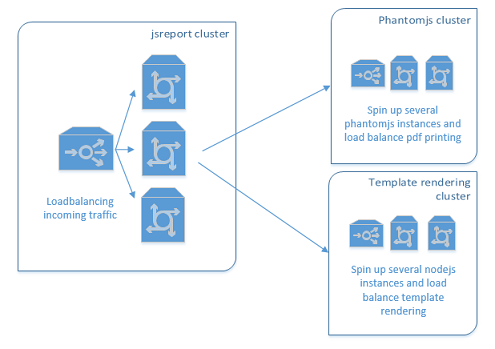 jsreport cluster
Loadbalancing
incoming traffic
Phantomjs cluster
Spin up several
phantomjs instances and
load balance pdf printing
Template rendering
cluster
Spin up several nodejs
instances and load
balance template
rendering